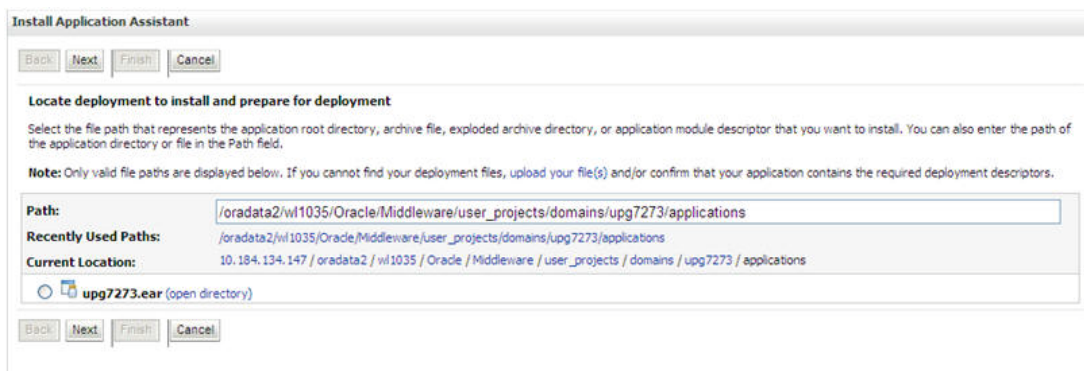 Install Application Assistant
Back Next Finish Cancel
Locate deployment to install and prepare for deployment
Select the file path that represents the application root directory, archive file, exploded archive directory, or application module descriptor that you want to install. You can also enter the path of
the application directory or file in the Path field.
Note: Only valid file paths are displayed below. If you cannot find your deployment files, upload your file(s) and/or confirm that your application contains the required deployment descriptors.
Path: /oradata2/wl1035/Oracle/Middleware/user_projects/domains/upg7273/applications
Recently Used Paths: /oradata2/wl1035/Oracle/Middleware/user_projects/domains/upg7273/applications
Current Location: 10.184.134.147 / oradata2 / wl1035 / Oracle / Middleware / user_projects / domains / upg7273 / applications
upg7273.ear (open directory)
Back Next Finish Cancel